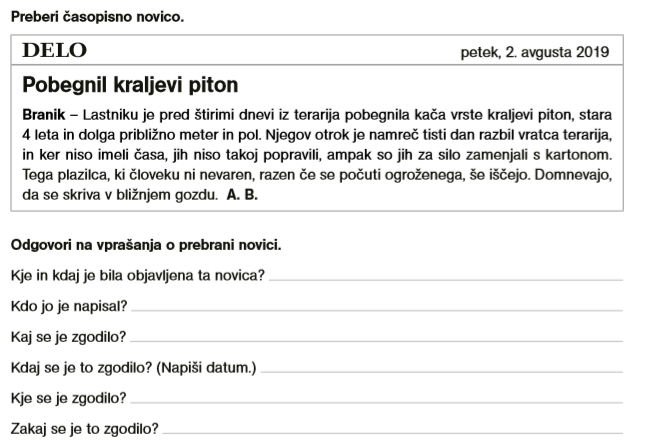 Preberi časopisno novico.
DELO petek, 2. avgusta 2019
Pobegnil kraljevi piton
Branik – Lastniku je pred štirimi dnevi iz terarija pobegnila kača vrste kraljevi piton, stara
4 leta in dolga približno meter in pol. Njegov otrok je namreč tisti dan razbil vratca terarija,
in ker niso imeli časa, jih niso takoj popravili, ampak so jih za silo zamenjali s kartonom.
Tega plazilca, ki človeku ni nevaren, razen če se počuti ogroženega, še iščejo. Domnevajo,
da se skriva v bližnjem gozdu. A. B.
Odgovori na vprašanja o prebrani novici.
Kje in kdaj je bila objavljena ta novica?
Kdo jo je napisal?
Kaj se je zgodilo?
Kdaj se je to zgodilo? (Napiši datum.)
Kje se je zgodilo?
Zakaj se je to zgodilo?